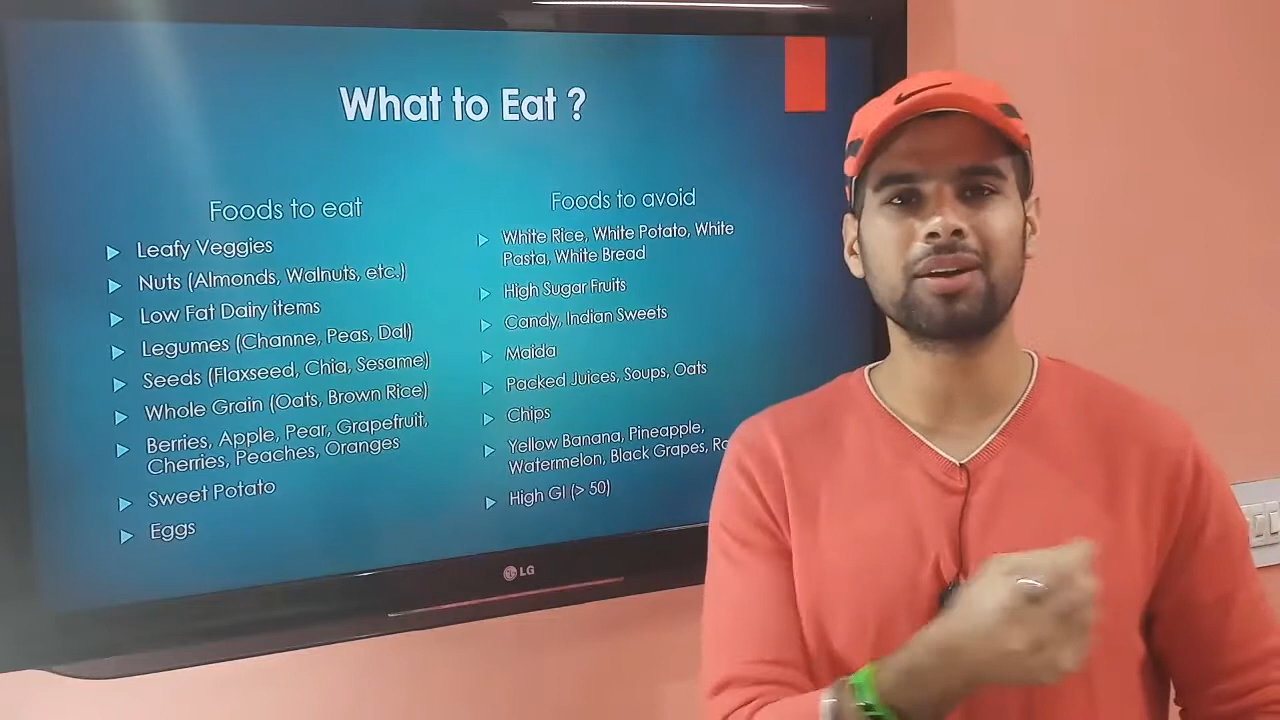 What to Eat ?
Foods to eat
Leafy Veggies
Nuts (Almonds, Walnuts, etc.)
Low Fat Dairy items
Legumes (Channe, Peas, Dal)
Seeds (Flaxseed, Chia, Sesame)
Whole Grain (Oats, Brown Rice)
Berries, Apple, Pear, Grapefruit,
Cherries, Peaches, Oranges
Sweet Potato
Eggs
Foods to avoid
White Rice, White Potato, White
Pasta, White Bread
High Sugar Fruits
Candy, Indian Sweets
Maida
Packed Juices, Soups, Oats
Chips
Yellow Banana, Pineapple,
Watermelon, Black Grapes,
High GI (> 50)
LG